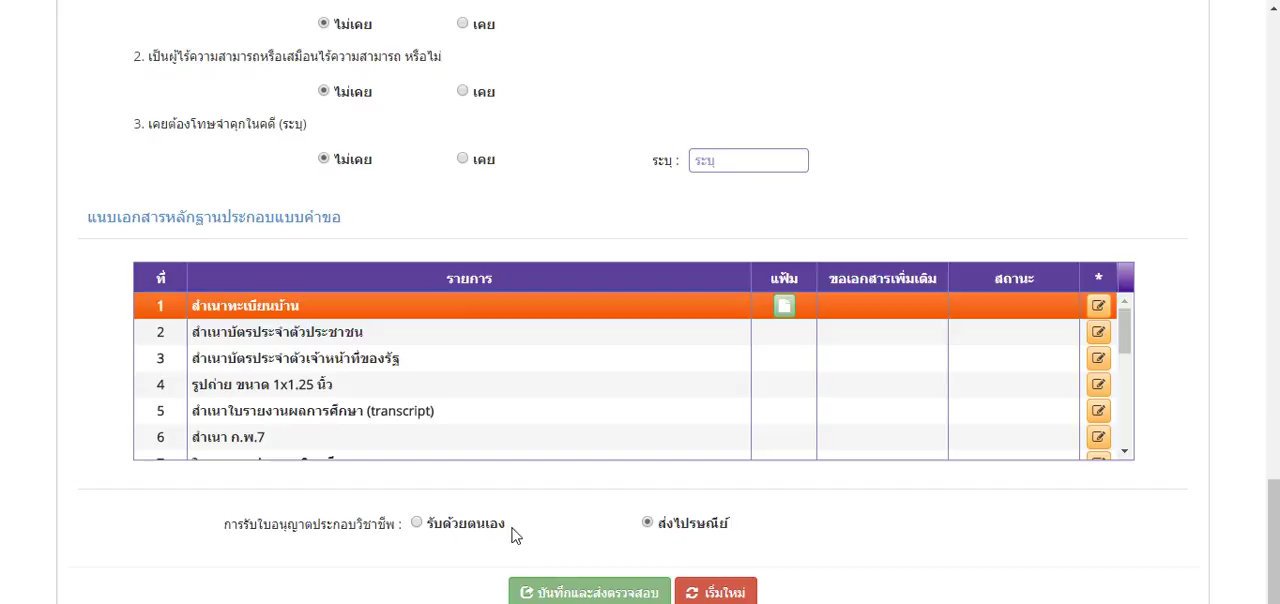 ไม่เคย เคย
2. เป็นผู้ไร้ความสามารถหรือเสมือนไร้ความสามารถ หรือไม่
ไม่เคย เคย
3. เคยต้องโทษจำคุกในคดี (ระบุ)
ไม่เคย เคย ระบุ : ระบุ
แนบเอกสารหลักฐานประกอบแบบคำขอ
ที่ รายการ แฟ้ม ขอเอกสารเพิ่มเติม สถานะ *
1 สำเนาทะเบียนบ้าน
2 สำเนาบัตรประจำตัวประชาชน
3 สำเนาบัตรประจำตัวเจ้าหน้าที่ของรัฐ
4 รูปถ่าย ขนาด 1x1.25 นิ้ว
5 สำเนาใบรายงานผลการศึกษา (transcript)
6 สำเนา ก.พ.7
การรับใบอนุญาตประกอบวิชาชีพ : รับด้วยตนเอง ส่งไปรษณีย์
บันทึกและส่งตรวจสอบ เริ่มใหม่